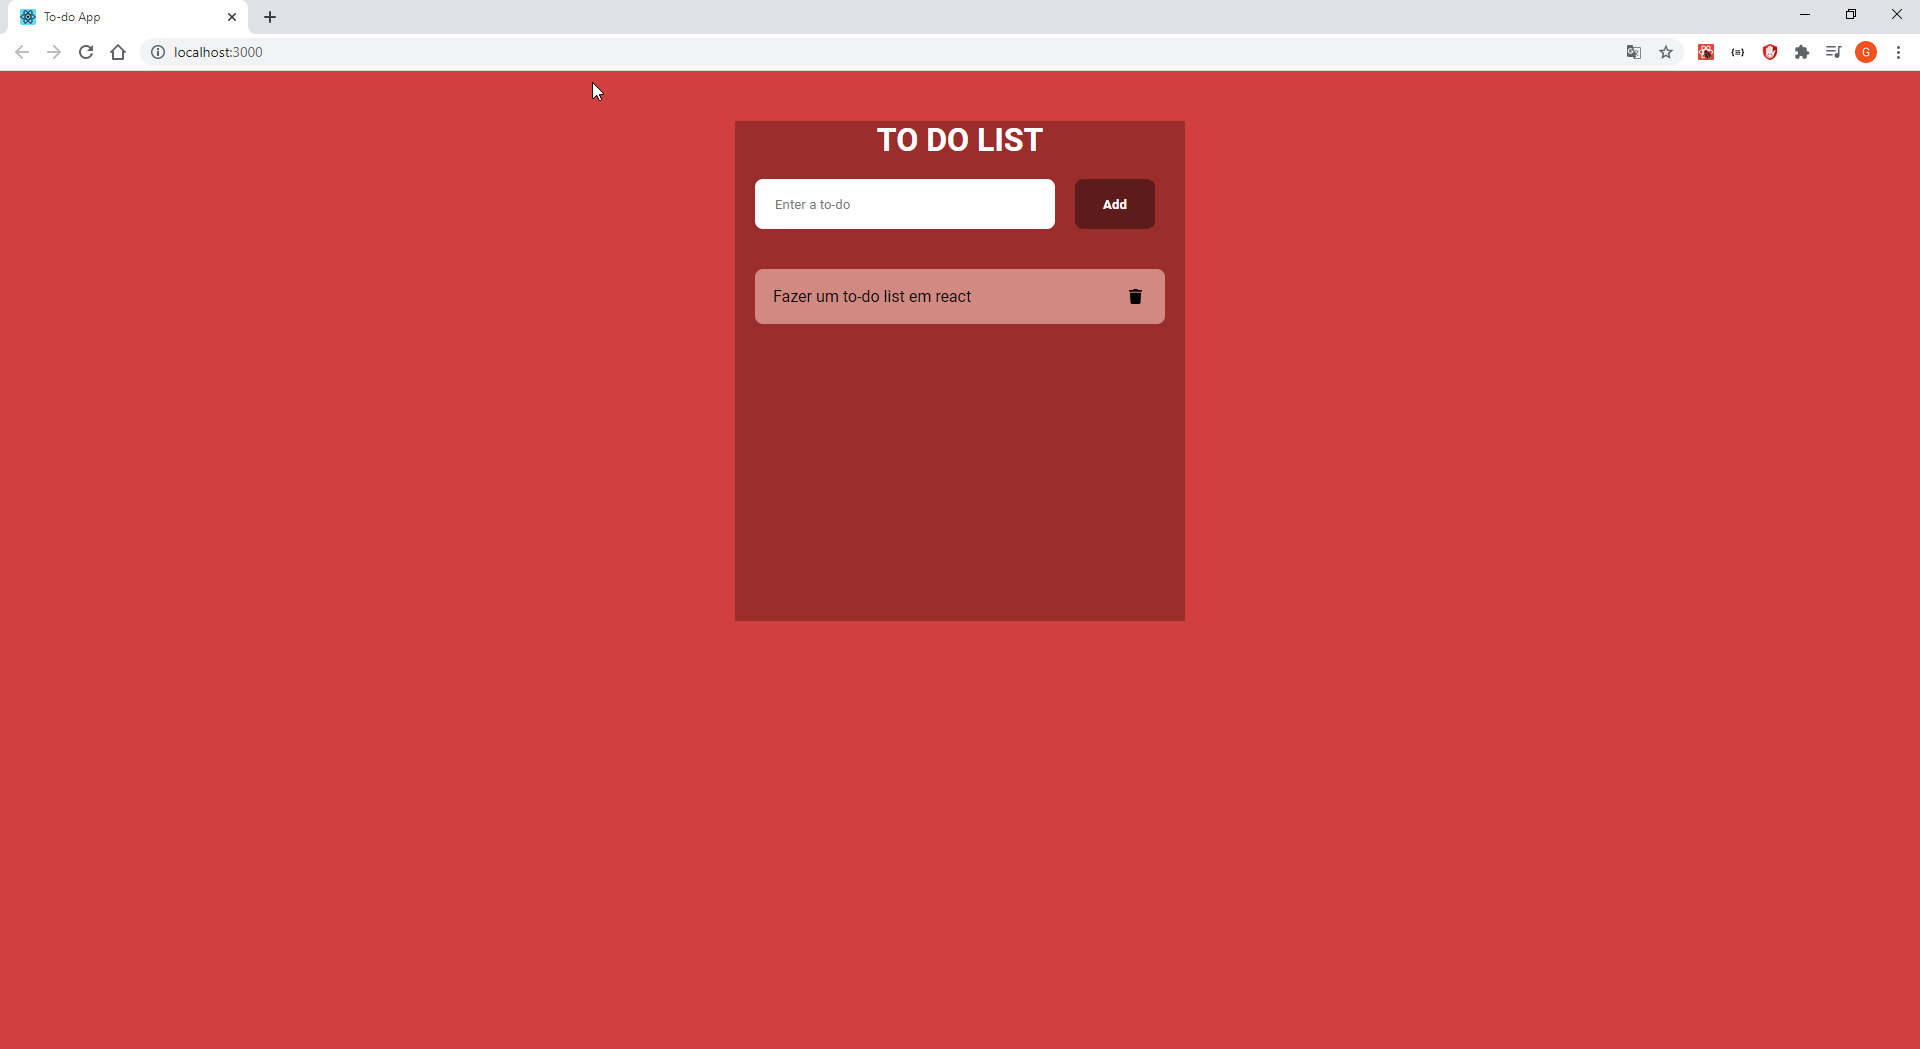 To-do App
localhost:3000
G
TO DO LIST
Enter a to-do
Add
Fazer um to-do list em react